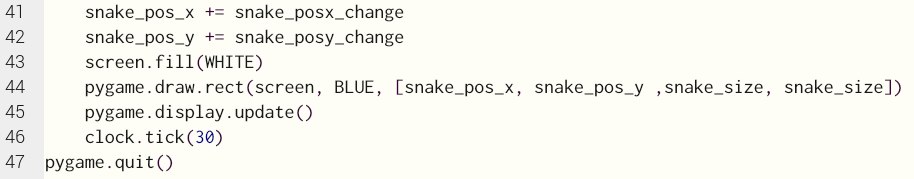 41 snake_pos_x += snake_posx_change
42 snake_pos_y += snake_posy_change
43 screen.fill(WHITE)
44 pygame.draw.rect(screen, BLUE, [snake_pos_x, snake_pos_y ,snake_size, snake_size])
45 pygame.display.update()
46 clock.tick(30)
47 pygame.quit()